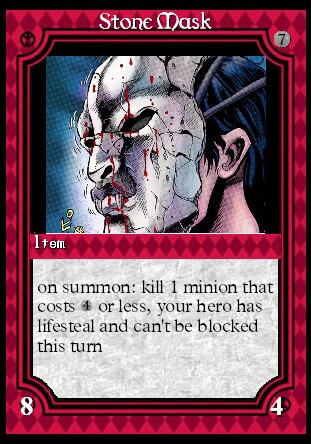 Stone Mask
7
Item
on summon: kill 1 minion that
costs 4 or less, your hero has
lifesteal and can't be blocked
this turn
8
4